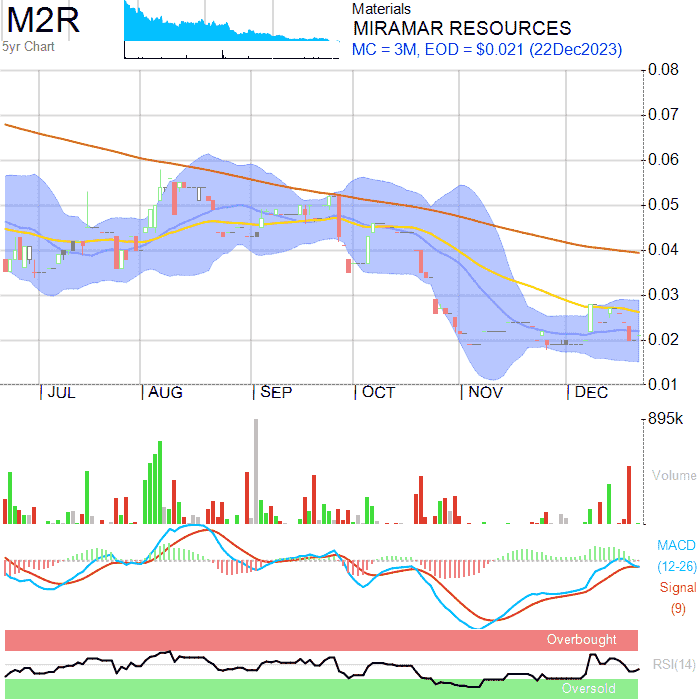 M2R
5yr Chart
Materials
MIRAMAR RESOURCES
MC = 3M, EOD = $0.021 (22Dec2023)
0.08
0.07
0.06
0.05
0.04
0.03
0.02
0.01
JUL AUG SEP OCT NOV DEC
895k
Volume
MACD
(12-26)
Signal
(9)
Overbought
RSI(14)
Oversold